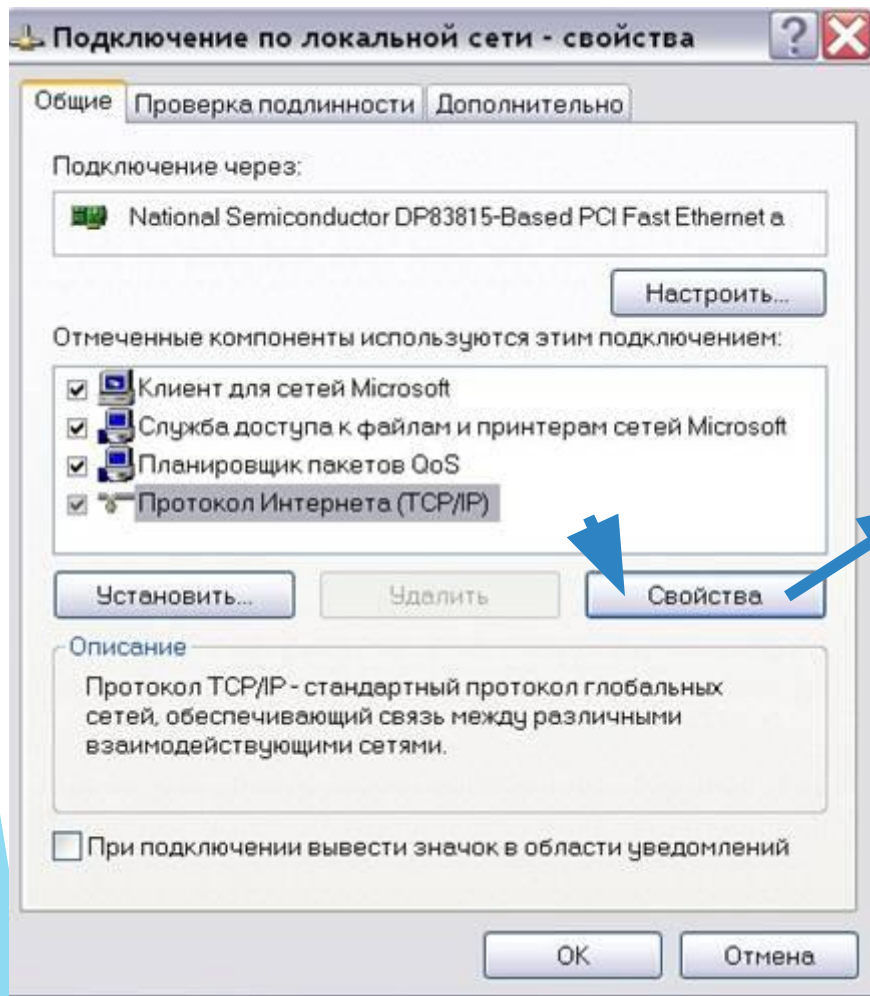 Подключение по локальной сети - свойства
Общие Проверка подлинности Дополнительно
Подключение через:
National Semiconductor DP83815-Based PCI Fast Ethernet a
Настроить...
Отмеченные компоненты используются этим подключением:
Клиент для сетей Microsoft
Служба доступа к файлам и принтерам сетей Microsoft
Планировщик пакетов QoS
Протокол Интернета (TCP/IP)
Установить... Удалить Свойства
Описание
Протокол TCP/IP - стандартный протокол глобальных
сетей, обеспечивающий связь между различными
взаимодействующими сетями.
При подключении вывести значок в области уведомлений
OK Отмена